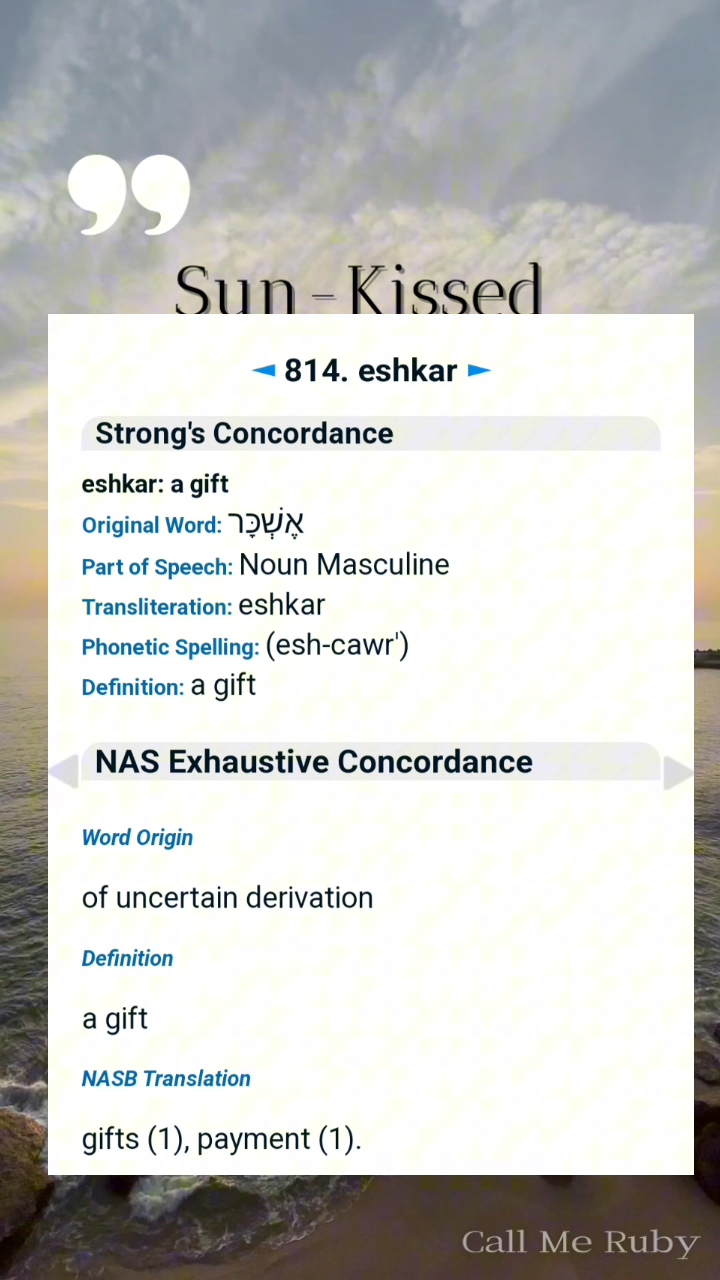 ”
Sun - Kissed
◄ 814. eshkar ►
Strong's Concordance
eshkar: a gift
Original Word: אֶשְׁכָּר
Part of Speech: Noun Masculine
Transliteration: eshkar
Phonetic Spelling: (esh-cawr')
Definition: a gift
NAS Exhaustive Concordance
Word Origin
of uncertain derivation
Definition
a gift
NASB Translation
gifts (1), payment (1).
Call Me Ruby